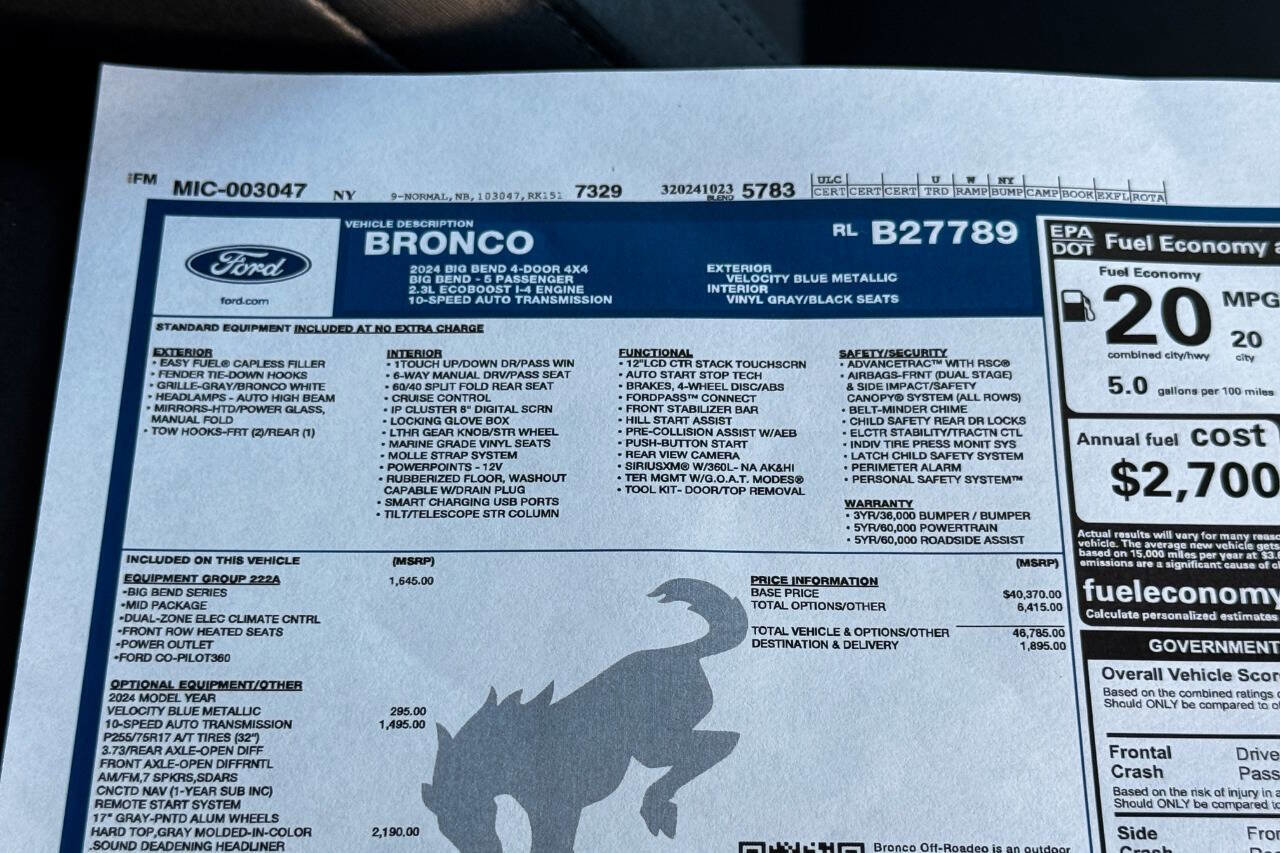 FM MIC-003047 NY 9-NORMAL,NB,103047,RK151 7329 320241023 5783
BLEND
ULC U W NY
CERT CERT CERT TRD RAMP BUMP CAMP BOOK EXFL ROTA
Ford
ford.com
VEHICLE DESCRIPTION
BRONCO
2024 BIG BEND 4-DOOR 4X4
BIG BEND - 5 PASSENGER
2.3L ECOBOOST I-4 ENGINE
10-SPEED AUTO TRANSMISSION
RL B27789
EXTERIOR
VELOCITY BLUE METALLIC
INTERIOR
VINYL GRAY/BLACK SEATS
STANDARD EQUIPMENT INCLUDED AT NO EXTRA CHARGE
EXTERIOR
• EASY FUEL® CAPLESS FILLER
• FENDER TIE-DOWN HOOKS
• GRILLE-GRAY/BRONCO WHITE
• HEADLAMPS - AUTO HIGH BEAM
• MIRRORS-HTD/POWER GLASS,
MANUAL FOLD
• TOW HOOKS-FRT (2)/REAR (1)
INTERIOR
• 1TOUCH UP/DOWN DR/PASS WIN
• 6-WAY MANUAL DRV/PASS SEAT
• 60/40 SPLIT FOLD REAR SEAT
• CRUISE CONTROL
• IP CLUSTER 8" DIGITAL SCRN
• LOCKING GLOVE BOX
• LTHR GEAR KNOB/STR WHEEL
• MARINE GRADE VINYL SEATS
• MOLLE STRAP SYSTEM
• POWERPOINTS - 12V
• RUBBERIZED FLOOR, WASHOUT
CAPABLE W/DRAIN PLUG
• SMART CHARGING USB PORTS
• TILT/TELESCOPE STR COLUMN
FUNCTIONAL
• 12"LCD CTR STACK TOUCHSCRN
• AUTO START STOP TECH
• BRAKES, 4-WHEEL DISC/ABS
• FORDPASS™ CONNECT
• FRONT STABILIZER BAR
• HILL START ASSIST
• PRE-COLLISION ASSIST W/AEB
• PUSH-BUTTON START
• REAR VIEW CAMERA
• SIRIUSXM® W/360L- NA AK&HI
• TER MGMT W/G.O.A.T. MODES®
• TOOL KIT- DOOR/TOP REMOVAL
SAFETY/SECURITY
• ADVANCETRAC™ WITH RSC®
• AIRBAGS-FRNT (DUAL STAGE)
& SIDE IMPACT/SAFETY
CANOPY® SYSTEM (ALL ROWS)
• BELT-MINDER CHIME
• CHILD SAFETY REAR DR LOCKS
• ELCTR STABILITY/TRACTN CTL
• INDIV TIRE PRESS MONIT SYS
• LATCH CHILD SAFETY SYSTEM
• PERIMETER ALARM
• PERSONAL SAFETY SYSTEM™
WARRANTY
• 3YR/36,000 BUMPER / BUMPER
• 5YR/60,000 POWERTRAIN
• 5YR/60,000 ROADSIDE ASSIST
INCLUDED ON THIS VEHICLE (MSRP)
EQUIPMENT GROUP 222A 1,645.00
•BIG BEND SERIES
•MID PACKAGE
•DUAL-ZONE ELEC CLIMATE CNTRL
•FRONT ROW HEATED SEATS
•POWER OUTLET
•FORD CO-PILOT360
OPTIONAL EQUIPMENT/OTHER
2024 MODEL YEAR
VELOCITY BLUE METALLIC 295.00
10-SPEED AUTO TRANSMISSION 1,495.00
P255/75R17 A/T TIRES (32")
3.73/REAR AXLE-OPEN DIFF
FRONT AXLE-OPEN DIFFRNTL
AM/FM,7 SPKRS,SDARS
CNCTD NAV (1-YEAR SUB INC)
REMOTE START SYSTEM
17" GRAY-PNTD ALUM WHEELS
HARD TOP,GRAY MOLDED-IN-COLOR 2,190.00
.SOUND DEADENING HEADLINER
(MSRP)
PRICE INFORMATION
BASE PRICE $40,370.00
TOTAL OPTIONS/OTHER 6,415.00
TOTAL VEHICLE & OPTIONS/OTHER 46,785.00
DESTINATION & DELIVERY 1,895.00
Bronco Off-Roadeo is an outdoor
EPA
DOT Fuel Economy a
Fuel Economy
20 MPG
20
combined city/hwy city
5.0 gallons per 100 miles
Annual fuel cost
$2,700
Actual results will vary for many reaso
vehicle. The average new vehicle gets
based on 15,000 miles per year at $3.
emissions are a significant cause of cl
fueleconomy
Calculate personalized estimates
GOVERNMENT
Overall Vehicle Scor
Based on the combined ratings o
Should ONLY be compared to o
Frontal Drive
Crash Pass
Based on the risk of injury in a
Should ONLY be compared to
Side Fron
Crash